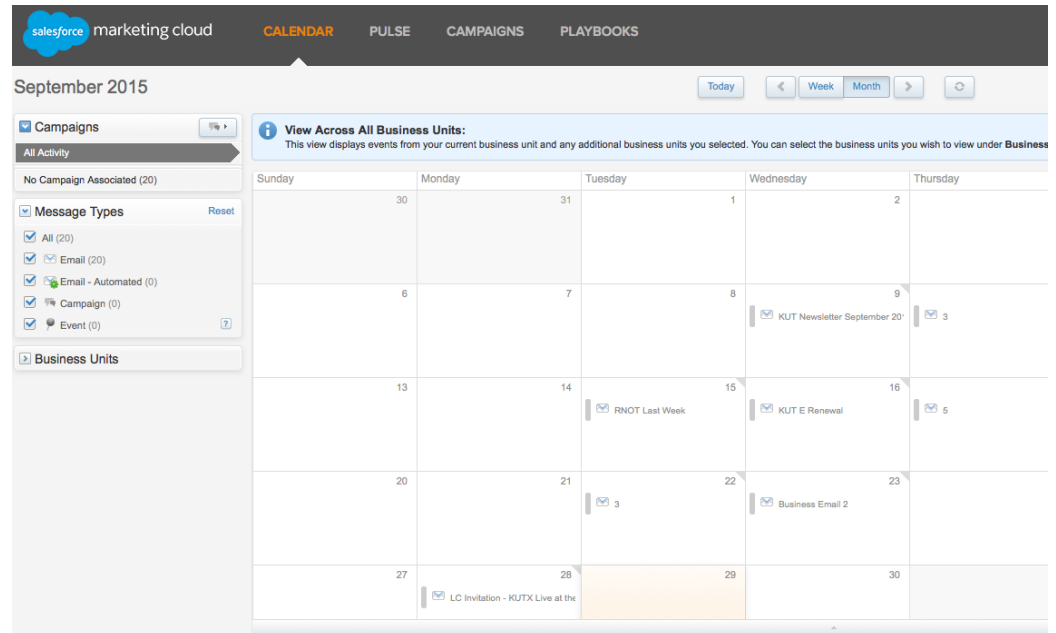 salesforce marketing cloud CALENDAR PULSE CAMPAIGNS PLAYBOOKS
September 2015
Today Week Month
Campaigns
All Activity
No Campaign Associated (20)
Message Types Reset
All (20)
Email (20)
Email - Automated (0)
Campaign (0)
Event (0) ?
Business Units
View Across All Business Units:
This view displays events from your current business unit and any additional business units you selected. You can select the business units you wish to view under Business
Sunday Monday Tuesday Wednesday Thursday
30 31 1 2
6 7 8 9
KUT Newsletter September 20 3
13 14 15 16
RNOT Last Week KUT E Renewal 5
20 21 22 23
3 Business Email 2
27 28 29 30
LC Invitation - KUTX Live at the